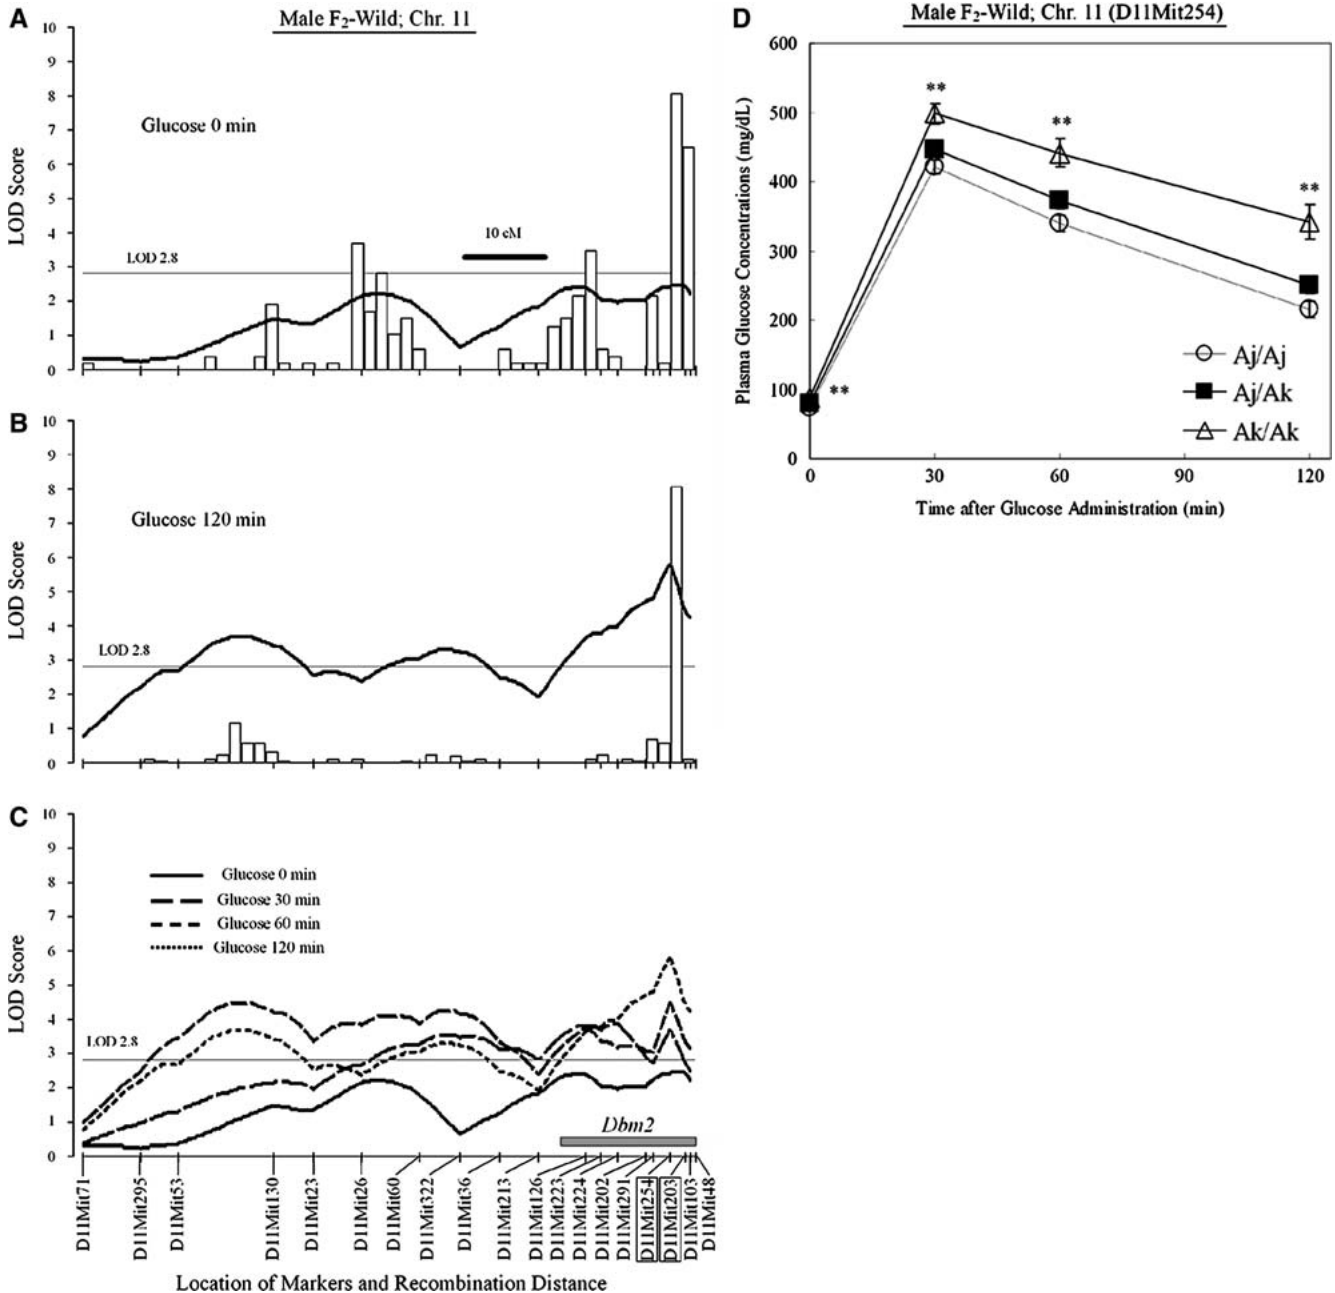 A
Male F2-Wild; Chr. 11
10
9
8
7
6
5
4
3
2
1
0
LOD Score
Glucose 0 min
LOD 2.8
10 cM
B
10
9
8
7
6
5
4
3
2
1
0
LOD Score
Glucose 120 min
LOD 2.8
C
10
9
8
7
6
5
4
3
2
1
0
LOD Score
Glucose 0 min
Glucose 30 min
Glucose 60 min
Glucose 120 min
LOD 2.8
Dbm2
D11Mit71
D11Mit295
D11Mit53
D11Mit130
D11Mit23
D11Mit26
D11Mit60
D11Mit322
D11Mit36
D11Mit213
D11Mit126
D11Mit223
D11Mit224
D11Mit202
D11Mit291
D11Mit254
D11Mit203
D11Mit103
D11Mit48
Location of Markers and Recombination Distance
D
Male F2-Wild; Chr. 11 (D11Mit254)
600
500
400
300
200
100
0
Plasma Glucose Concentrations (mg/dL)
**
**
**
**
Aj/Aj
Aj/Ak
Ak/Ak
0 30 60 90 120
Time after Glucose Administration (min)